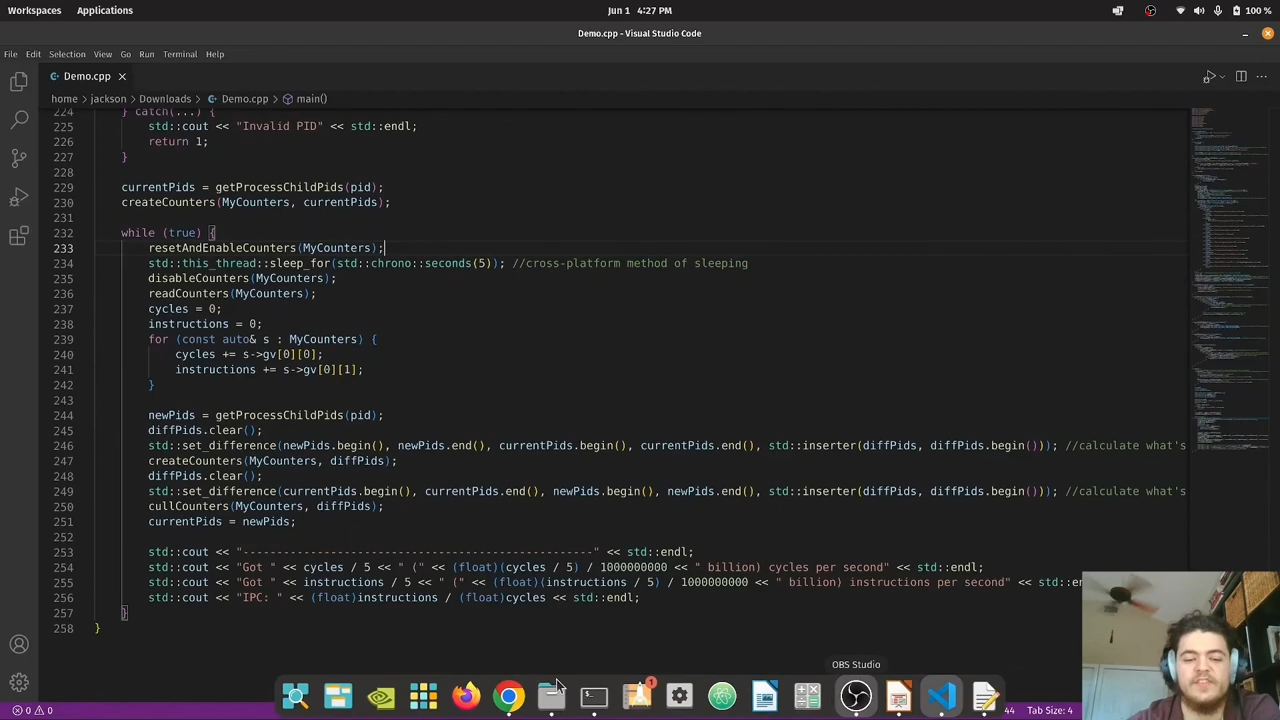 Workspaces Applications Jun 1 4:27 PM 100 %
Demo.cpp - Visual Studio Code
File Edit Selection View Go Run Terminal Help
Demo.cpp
home jackson Downloads Demo.cpp main()
224 } catch(...) {
225 std::cout << "Invalid PID" << std::endl;
226 return 1;
227 }
228
229 currentPids = getProcessChildPids(pid);
230 createCounters(MyCounters, currentPids);
231
232 while (true) {
233 resetAndEnableCounters(MyCounters);
234 std::this_thread::sleep_for(std::chrono::seconds(5)); //cross-platform method of sleeping
235 disableCounters(MyCounters);
236 readCounters(MyCounters);
237 cycles = 0;
238 instructions = 0;
239 for (const auto& s : MyCounters) {
240 cycles += s->gv[0][0];
241 instructions += s->gv[0][1];
242 }
243
244 newPids = getProcessChildPids(pid);
245 diffPids.clear();
246 std::set_difference(newPids.begin(), newPids.end(), currentPids.begin(), currentPids.end(), std::inserter(diffPids, diffPids.begin())); //calculate what's
247 createCounters(MyCounters, diffPids);
248 diffPids.clear();
249 std::set_difference(currentPids.begin(), currentPids.end(), newPids.begin(), newPids.end(), std::inserter(diffPids, diffPids.begin())); //calculate what's
250 cullCounters(MyCounters, diffPids);
251 currentPids = newPids;
252
253 std::cout << "----------------------------------------------------" << std::endl;
254 std::cout << "Got " << cycles / 5 << " (" << (float)(cycles / 5) / 1000000000 << " billion) cycles per second" << std::endl;
255 std::cout << "Got " << instructions / 5 << " (" << (float)(instructions / 5) / 1000000000 << " billion) instructions per second" << std::en
256 std::cout << "IPC: " << (float)instructions / (float)cycles << std::endl;
257 }
258 }
OBS Studio
1
0 0 44 Tab Size: 4